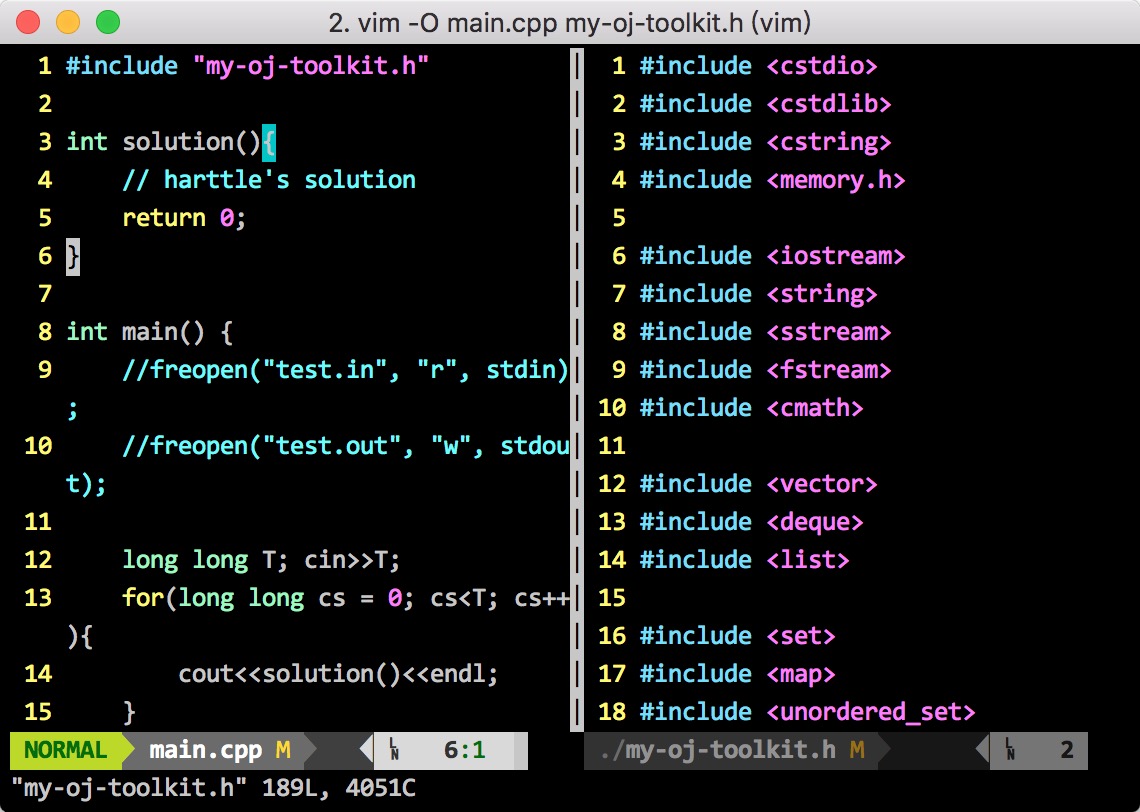 2. vim -O main.cpp my-oj-toolkit.h (vim)
1 #include "my-oj-toolkit.h"
2
3 int solution(){
4     // harttle's solution
5     return 0;
6 }
7
8 int main() {
9     //freopen("test.in", "r", stdin)
;
10     //freopen("test.out", "w", stdou
t);
11
12     long long T; cin>>T;
13     for(long long cs = 0; cs<T; cs++
){
14         cout<<solution()<<endl;
15     }
NORMAL main.cpp M LN 6:1
1 #include <cstdio>
2 #include <cstdlib>
3 #include <cstring>
4 #include <memory.h>
5
6 #include <iostream>
7 #include <string>
8 #include <sstream>
9 #include <fstream>
10 #include <cmath>
11
12 #include <vector>
13 #include <deque>
14 #include <list>
15
16 #include <set>
17 #include <map>
18 #include <unordered_set>
./my-oj-toolkit.h M LN 2
"my-oj-toolkit.h" 189L, 4051C